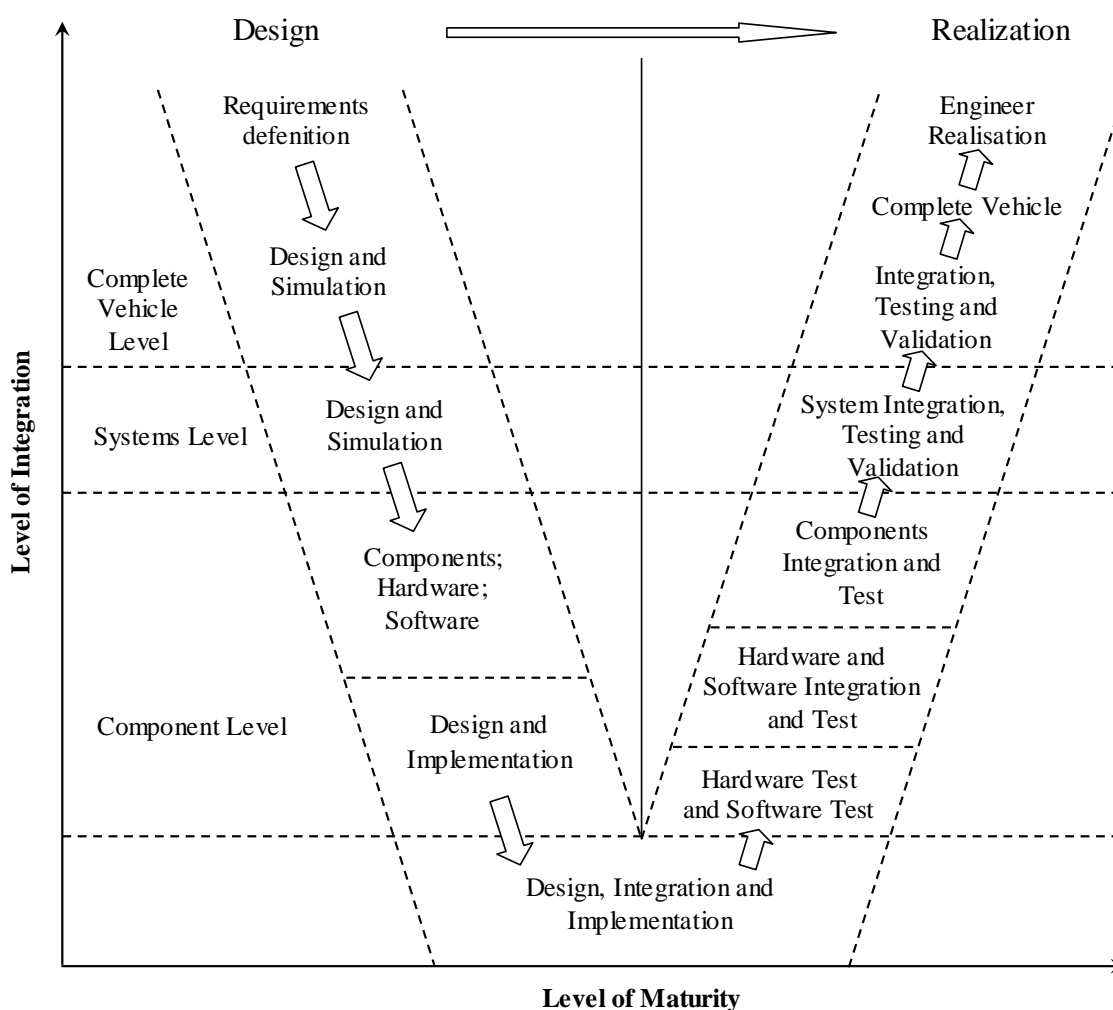 Design
Realization
Requirements
defenition
Engineer
Realisation
Complete Vehicle
Design and
Simulation
Complete
Vehicle
Level
Integration,
Testing and
Validation
Systems Level
Design and
Simulation
System Integration,
Testing and
Validation
Level of Integration
Components;
Hardware;
Software
Components
Integration and
Test
Component Level
Design and
Implementation
Hardware and
Software Integration
and Test
Hardware Test
and Software Test
Design, Integration and
Implementation
Level of Maturity